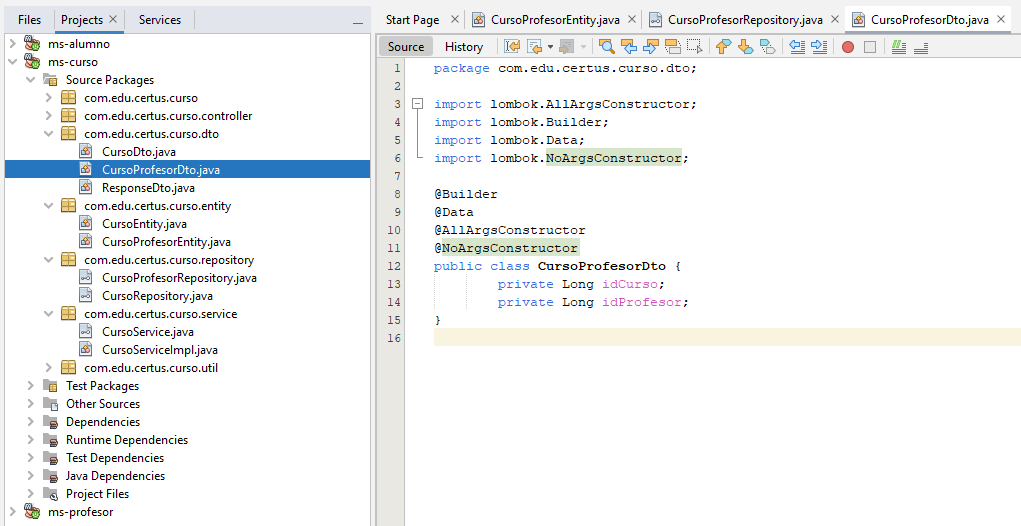 Files Projects Services
ms-alumno
ms-curso
Source Packages
com.edu.certus.curso
com.edu.certus.curso.controller
com.edu.certus.curso.dto
CursoDto.java
CursoProfesorDto.java
ResponseDto.java
com.edu.certus.curso.entity
CursoEntity.java
CursoProfesorEntity.java
com.edu.certus.curso.repository
CursoProfesorRepository.java
CursoRepository.java
com.edu.certus.curso.service
CursoService.java
CursoServiceImpl.java
com.edu.certus.curso.util
Test Packages
Other Sources
Dependencies
Runtime Dependencies
Test Dependencies
Java Dependencies
Project Files
ms-profesor
Start Page CursoProfesorEntity.java CursoProfesorRepository.java CursoProfesorDto.java
Source History
1 package com.edu.certus.curso.dto;
2
3 import lombok.AllArgsConstructor;
4 import lombok.Builder;
5 import lombok.Data;
6 import lombok.NoArgsConstructor;
7
8 @Builder
9 @Data
10 @AllArgsConstructor
11 @NoArgsConstructor
12 public class CursoProfesorDto {
13 private Long idCurso;
14 private Long idProfesor;
15 }
16